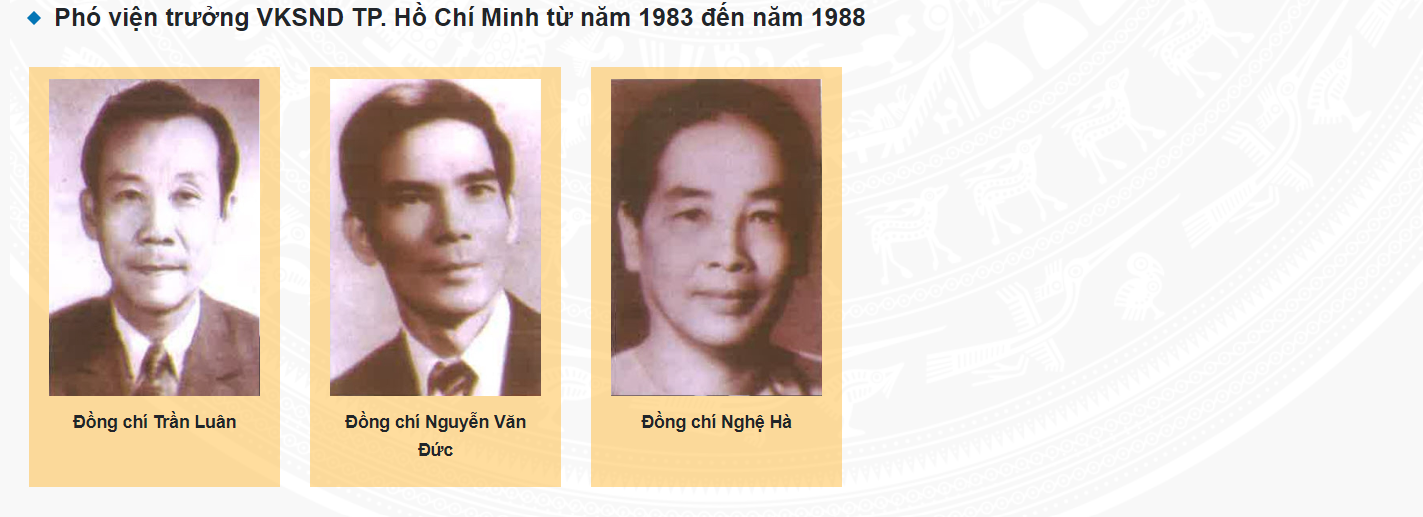 Phó viện trưởng VKSND TP. Hồ Chí Minh từ năm 1983 đến năm 1988
Đồng chí Trần Luân
Đồng chí Nguyễn Văn
Đức
Đồng chí Nghệ Hà